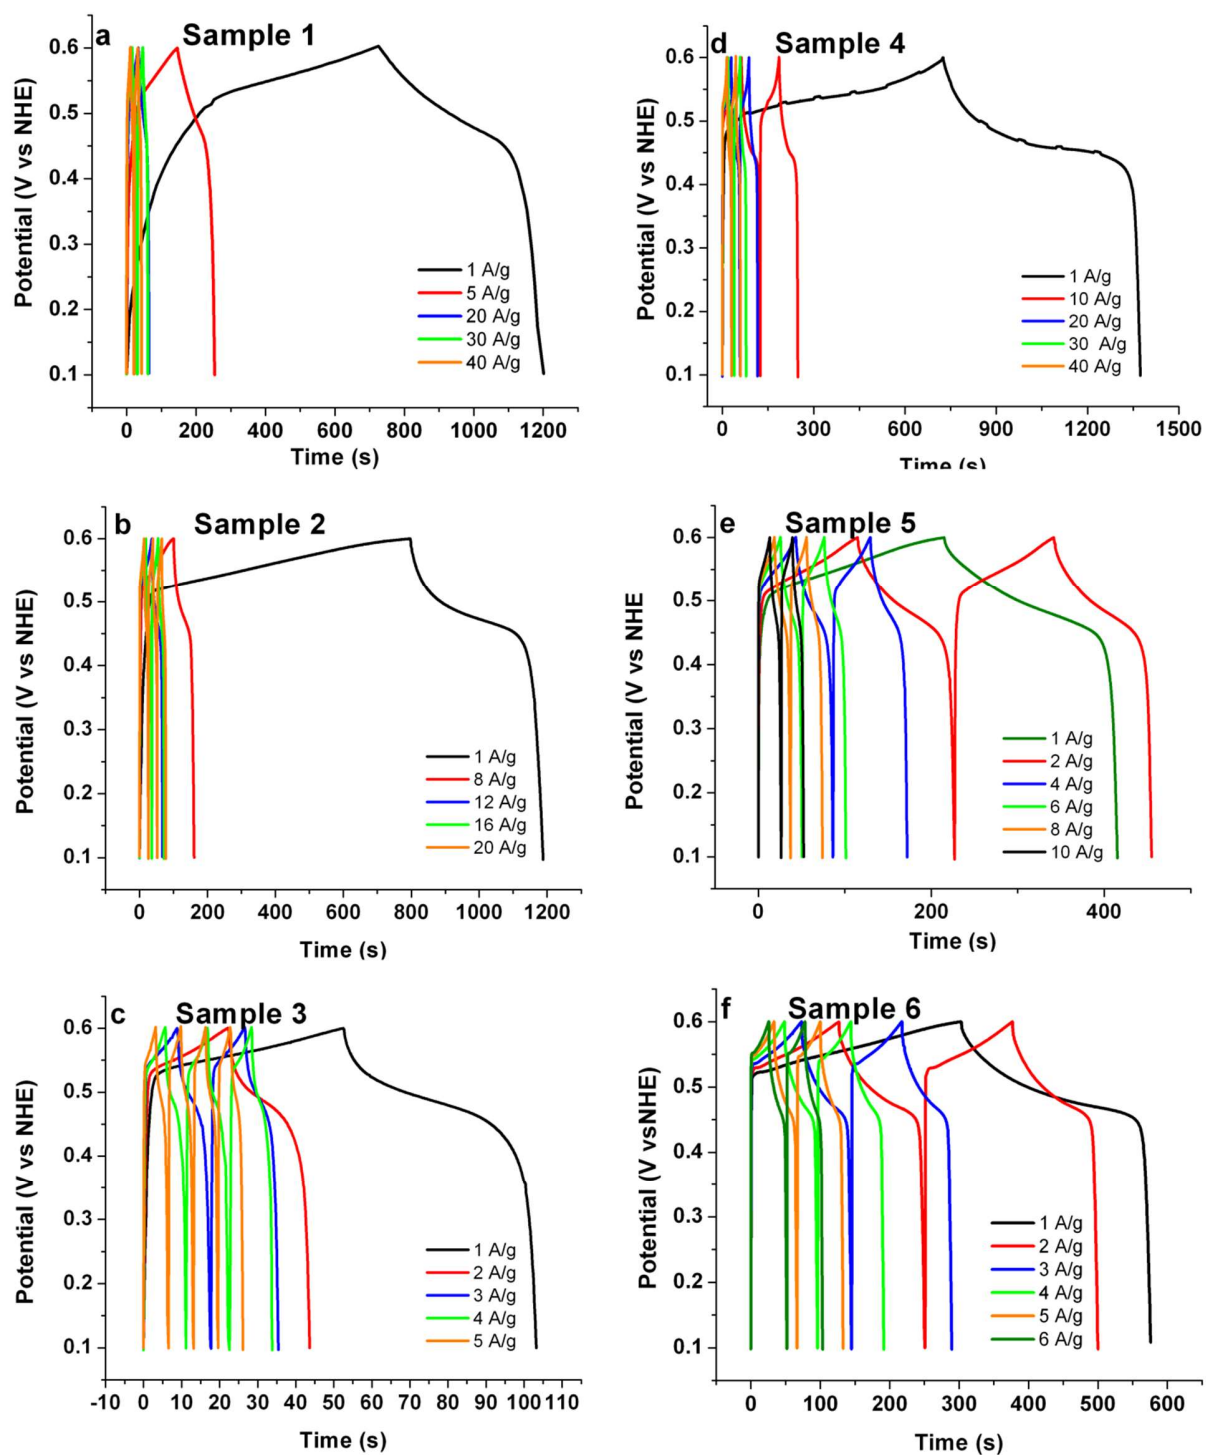 a
Sample 1
Potential (V vs NHE)
0.6
0.5
0.4
0.3
0.2
0.1
1 A/g
5 A/g
20 A/g
30 A/g
40 A/g
0 200 400 600 800 1000 1200
Time (s)
d
Sample 4
Potential (V vs NHE)
0.6
0.5
0.4
0.3
0.2
0.1
1 A/g
10 A/g
20 A/g
30 A/g
40 A/g
0 300 600 900 1200 1500
Time (s)
b
Sample 2
Potential (V vs NHE)
0.6
0.5
0.4
0.3
0.2
0.1
1 A/g
8 A/g
12 A/g
16 A/g
20 A/g
0 200 400 600 800 1000 1200
Time (s)
e
Sample 5
Potential (V vs NHE
0.6
0.5
0.4
0.3
0.2
0.1
1 A/g
2 A/g
4 A/g
6 A/g
8 A/g
10 A/g
0 200 400
Time (s)
c
Sample 3
Potential (V vs NHE)
0.6
0.5
0.4
0.3
0.2
0.1
1 A/g
2 A/g
3 A/g
4 A/g
5 A/g
-10 0 10 20 30 40 50 60 70 80 90 100 110
Time (s)
f
Sample 6
Potential (V vsNHE)
0.6
0.5
0.4
0.3
0.2
0.1
1 A/g
2 A/g
3 A/g
4 A/g
5 A/g
6 A/g
0 100 200 300 400 500 600
Time (s)